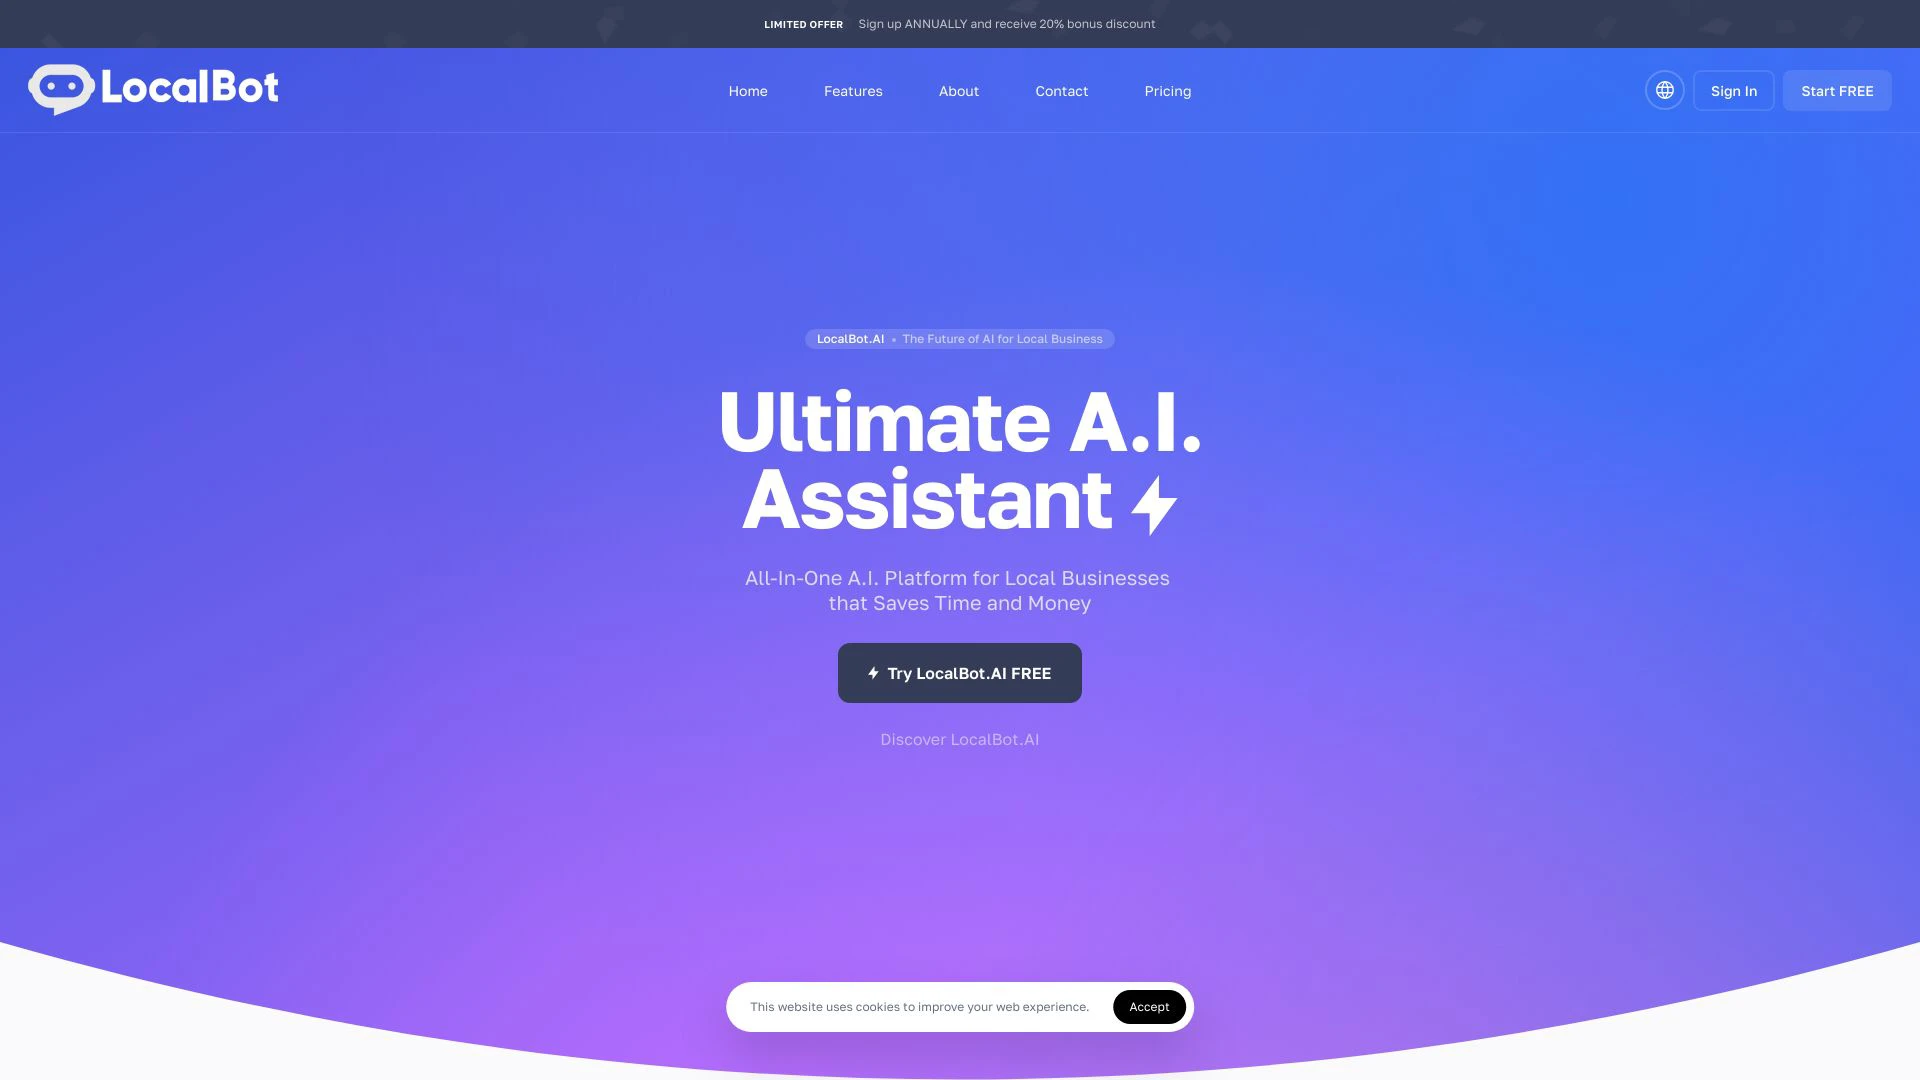 LIMITED OFFER Sign up ANNUALLY and receive 20% bonus discount
LocalBot
Home Features About Contact Pricing
Sign In Start FREE
LocalBot.AI • The Future of AI for Local Business
Ultimate A.I.
Assistant
All-In-One A.I. Platform for Local Businesses
that Saves Time and Money
Try LocalBot.AI FREE
Discover LocalBot.AI
This website uses cookies to improve your web experience. Accept